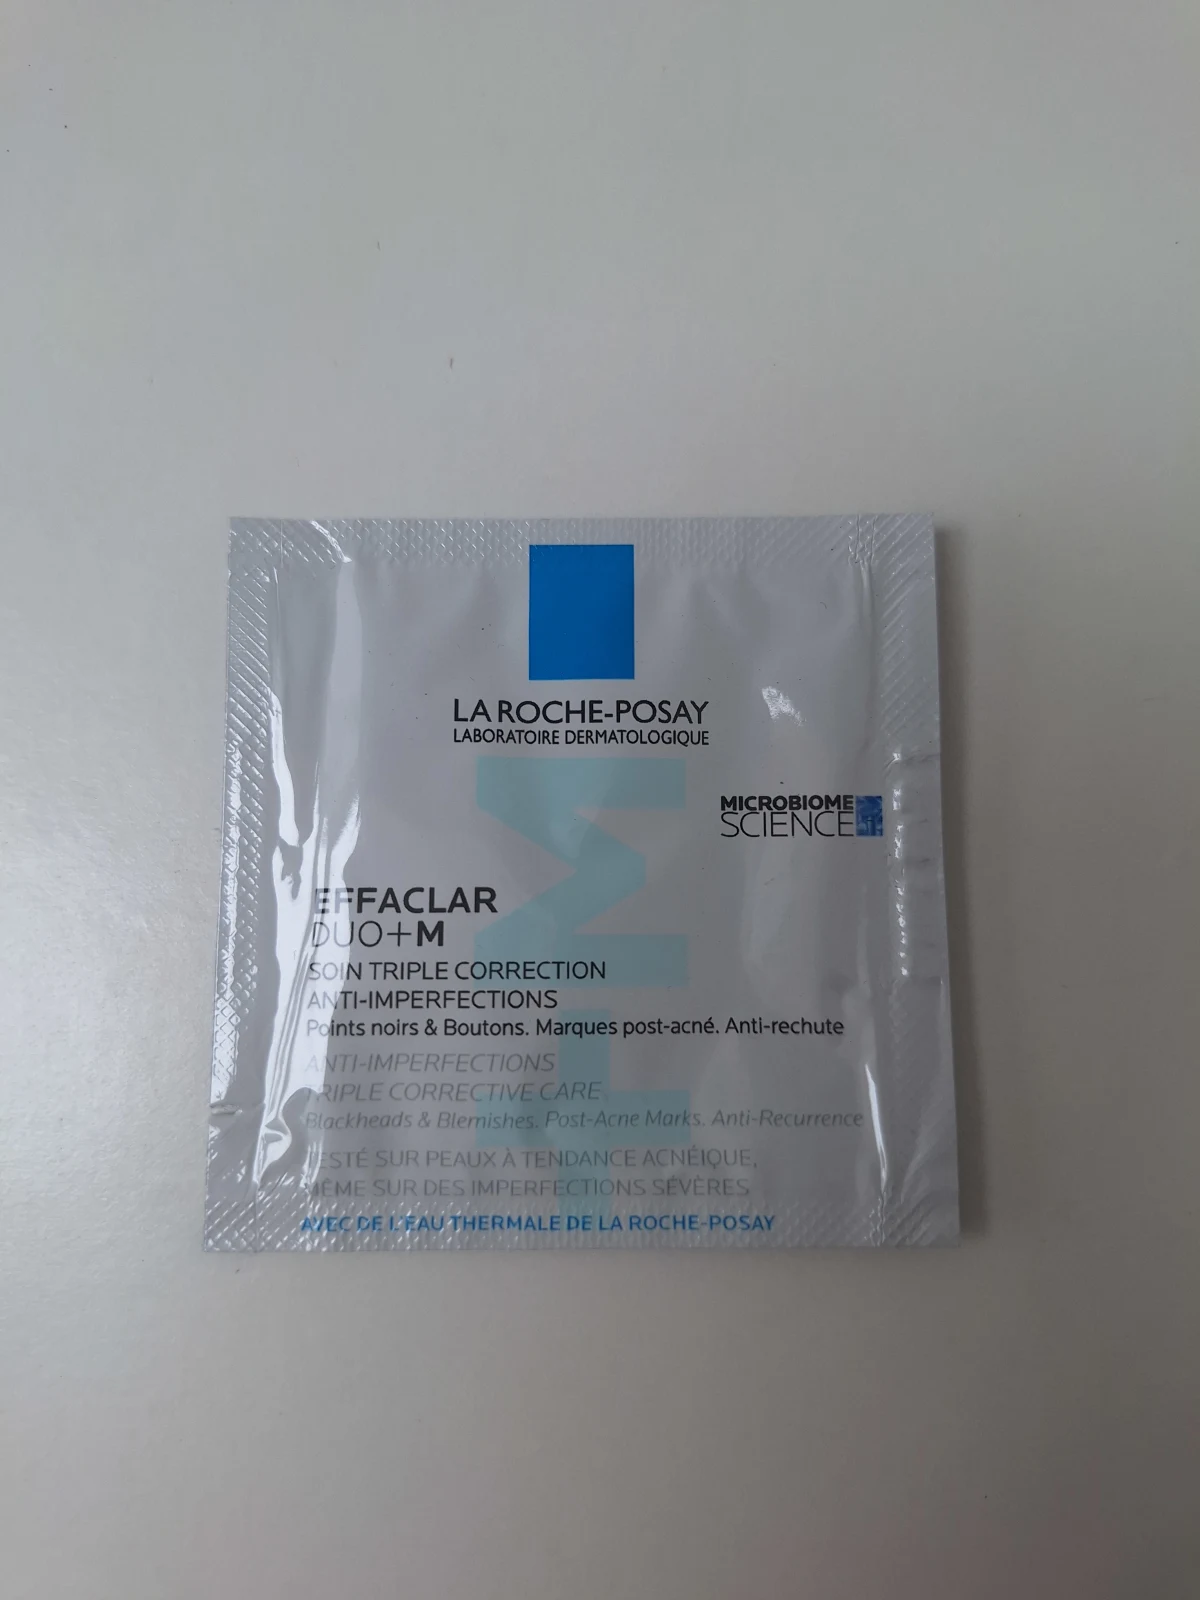 LA ROCHE-POSAY
LABORATOIRE DERMATOLOGIQUE
MICROBIOME
SCIENCE
EFFACLAR
DUO+M
SOIN TRIPLE CORRECTION
ANTI-IMPERFECTIONS
Points noirs & Boutons. Marques post-acné. Anti-rechute
ANTI-IMPERFECTIONS
TRIPLE CORRECTIVE CARE
Blackheads & Blemishes. Post-Acne Marks. Anti-Recurrence
TESTÉ SUR PEAUX À TENDANCE ACNÉIQUE,
MÊME SUR DES IMPERFECTIONS SÉVÈRES
AVEC DE L'EAU THERMALE DE LA ROCHE-POSAY
+M